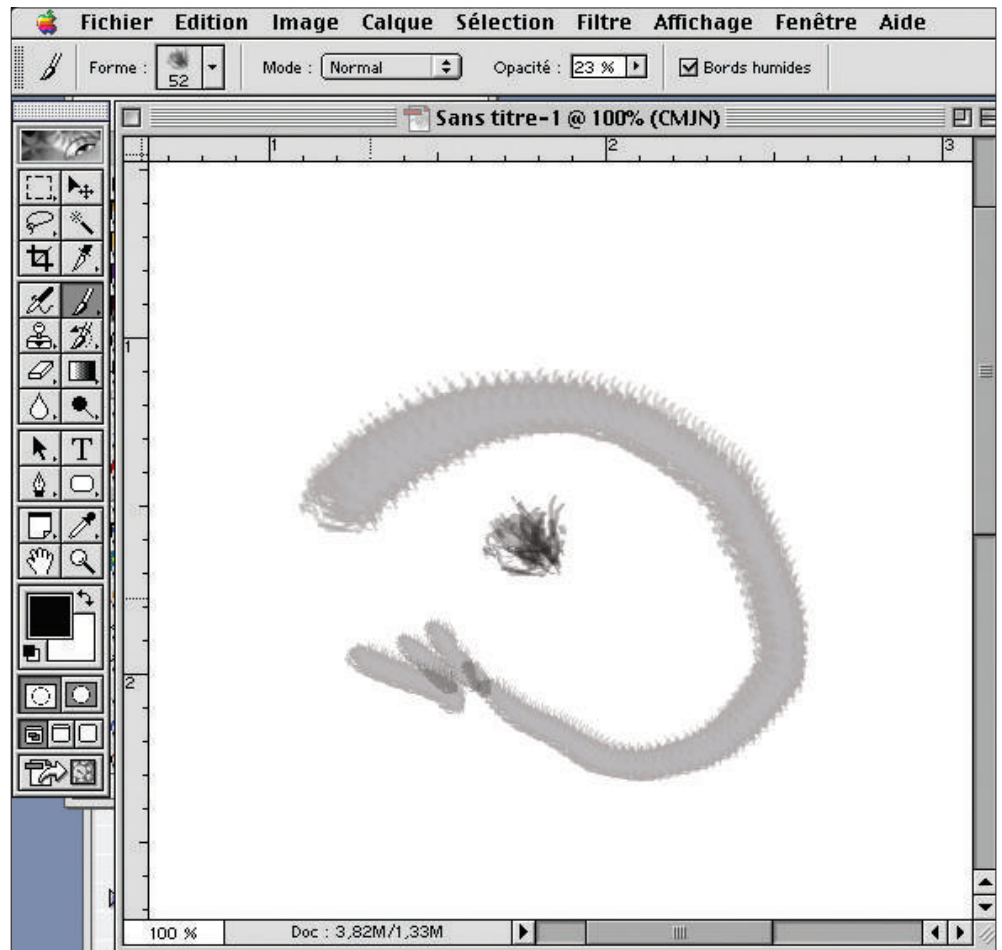 Fichier Edition Image Calque Sélection Filtre Affichage Fenêtre Aide
Forme : 52 Mode : Normal Opacité : 23 % Bords humides
Sans titre-1 @ 100% (CMJN)
1 2 3
T
1
2
100 % Doc : 3,82M/1,33M